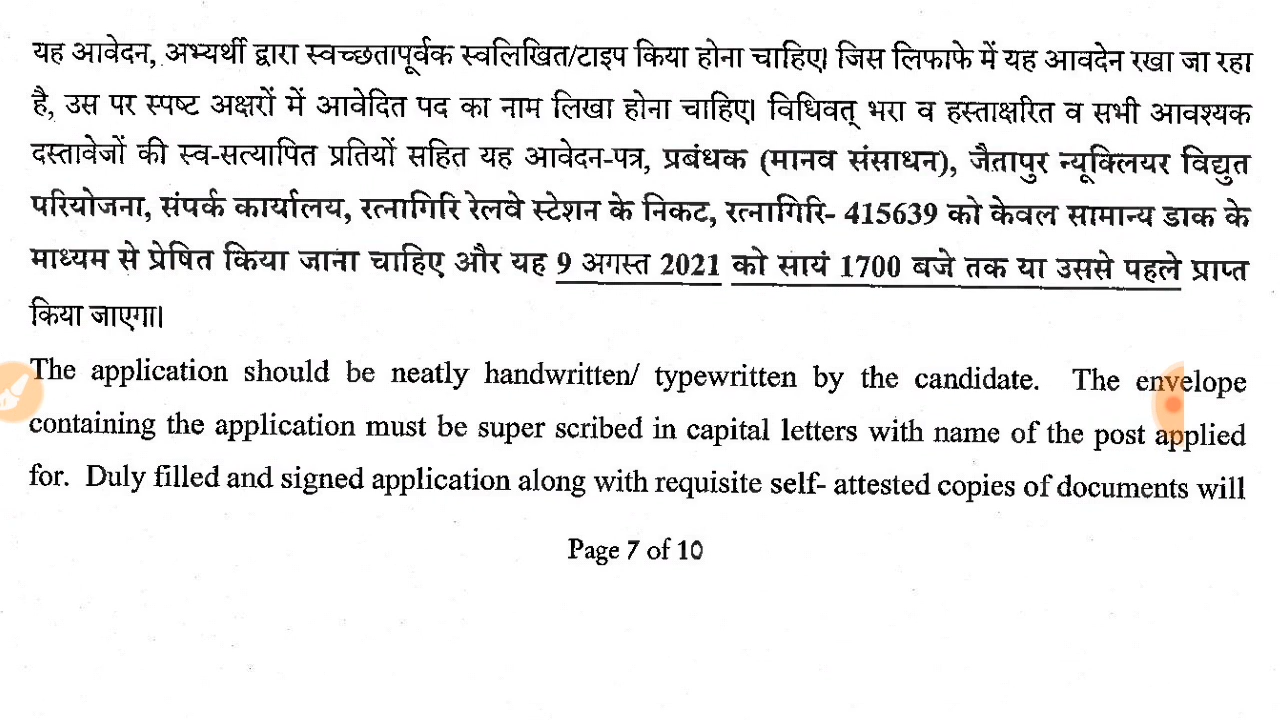 यह आवेदन, अभ्यर्थी द्वारा स्वच्छतापूर्वक स्वलिखित/टाइप किया होना चाहिए। जिस लिफाफे में यह आवदेन रखा जा रहा
है, उस पर स्पष्ट अक्षरों में आवेदित पद का नाम लिखा होना चाहिए। विधिवत् भरा व हस्ताक्षरित व सभी आवश्यक
दस्तावेजों की स्व-सत्यापित प्रतियों सहित यह आवेदन-पत्र, प्रबंधक (मानव संसाधन), जैतापुर न्यूक्लियर विद्युत
परियोजना, संपर्क कार्यालय, रत्नागिरि रेलवे स्टेशन के निकट, रत्नागिरि- 415639 को केवल सामान्य डाक के
माध्यम से प्रेषित किया जाना चाहिए और यह 9 अगस्त 2021 को सायं 1700 बजे तक या उससे पहले प्राप्त
किया जाएगा।
The application should be neatly handwritten/ typewritten by the candidate. The envelope
containing the application must be super scribed in capital letters with name of the post applied
for. Duly filled and signed application along with requisite self- attested copies of documents will
Page 7 of 10